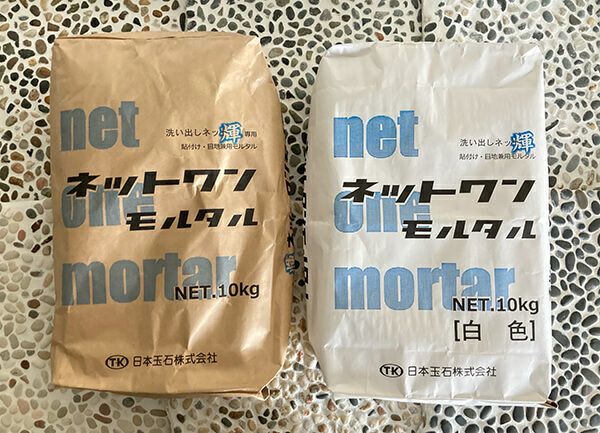 net
洗い出しネット輝専用
貼付け・目地兼用モルタル
ネットワン
one
モルタル
mortar
NET.10kg
TK 日本玉石株式会社
net
洗い出しネット輝
貼付け・目地兼用モルタル
ネットワン
one
モルタル
mortar
NET.10kg
[白 色]
TK 日本玉石株式会社